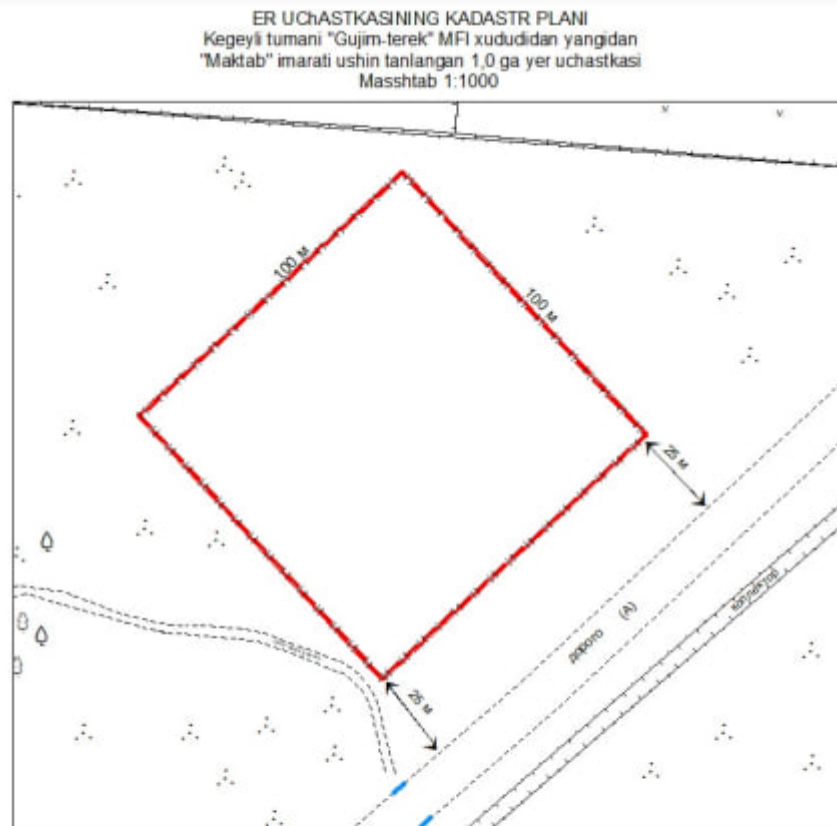 ER UChASTKASINING KADASTR PLANI
Kegeyli tumani "Gujim-terek" MFI xududidan yangidan
"Maktab" imarati ushin tanlangan 1,0 ga yer uchastkasi
Masshtab 1:1000
100 м
100 м
25 м
дорого (А)
коллектор
25 м